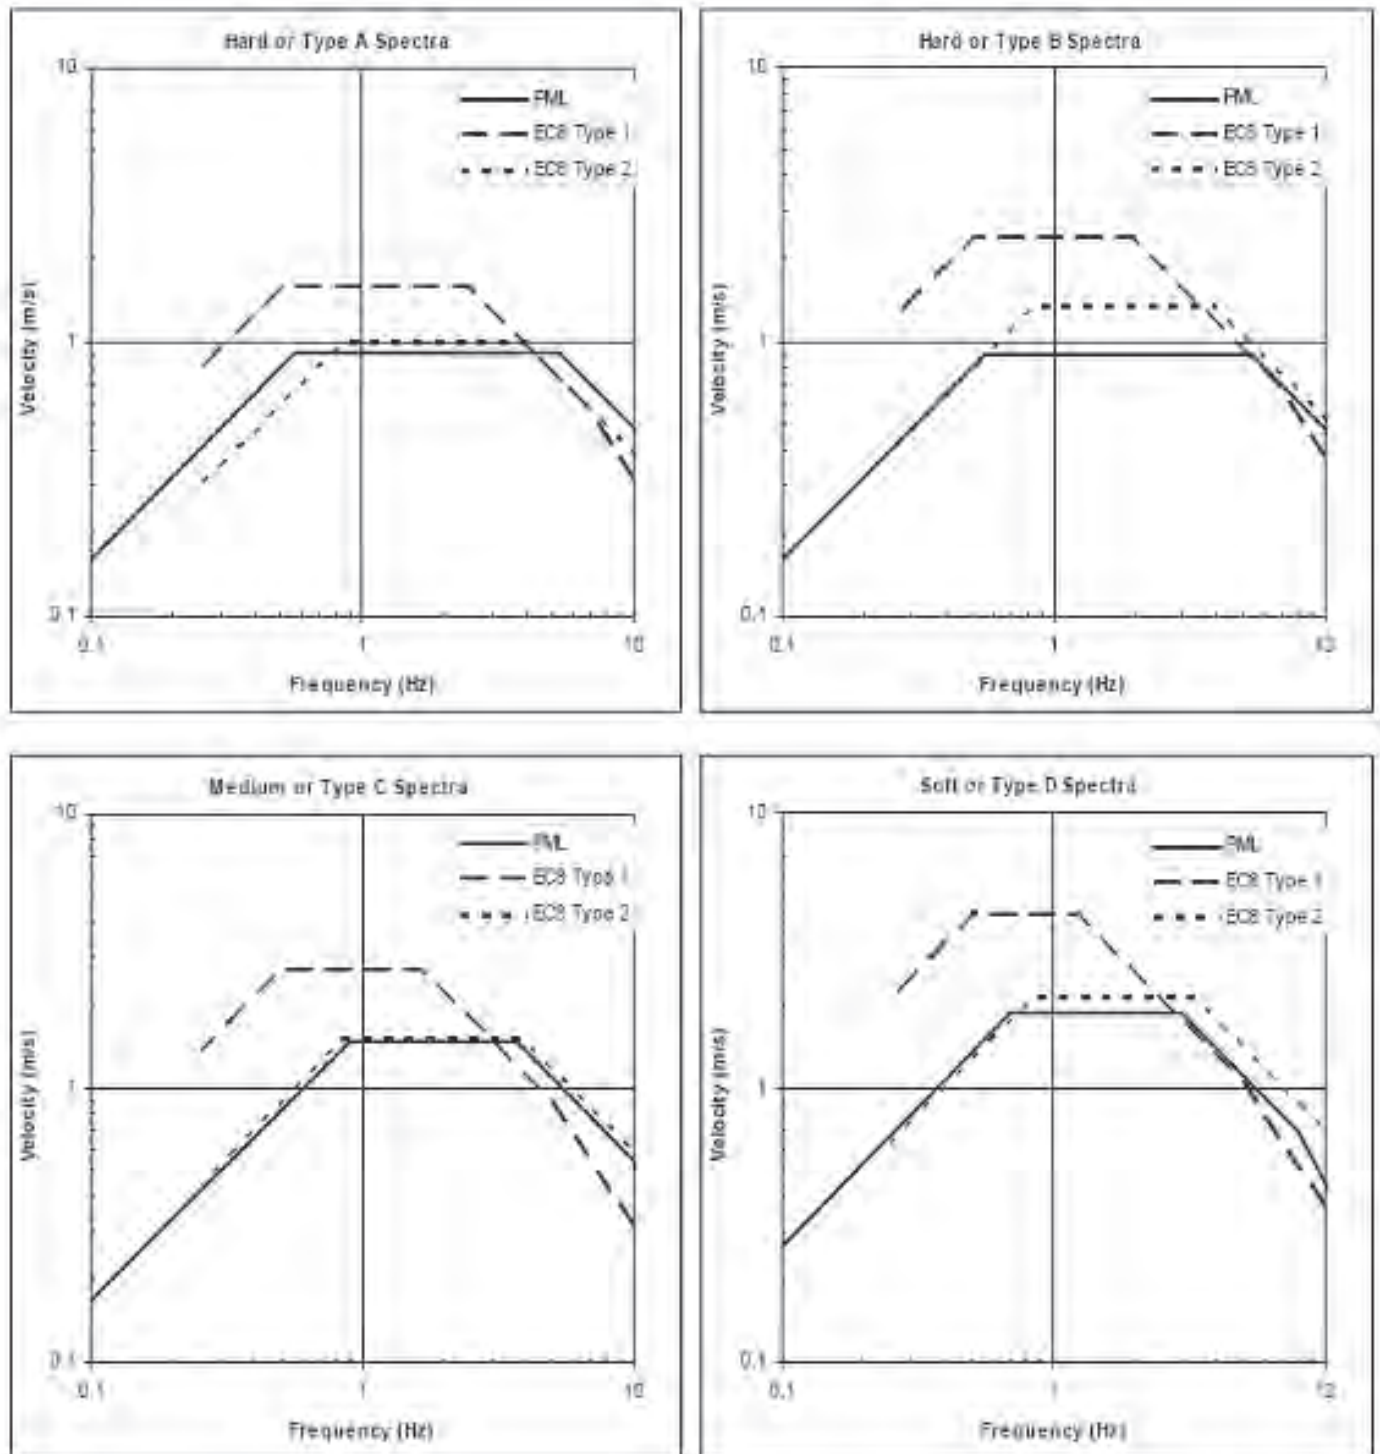 Hard or Type A Spectra
10
PML
EC8 Type 1
EC8 Type 2
1
Velocity (m/s)
0.1
0.1
1
10
Frequency (Hz)
Hard or Type B Spectra
10
PML
EC8 Type 1
EC8 Type 2
1
Velocity (m/s)
0.1
0.1
1
10
Frequency (Hz)
Medium or Type C Spectra
10
PML
EC8 Type 1
EC8 Type 2
1
Velocity (m/s)
0.1
0.1
1
10
Frequency (Hz)
Soft or Type D Spectra
10
PML
EC8 Type 1
EC8 Type 2
1
Velocity (m/s)
0.1
0.1
1
10
Frequency (Hz)